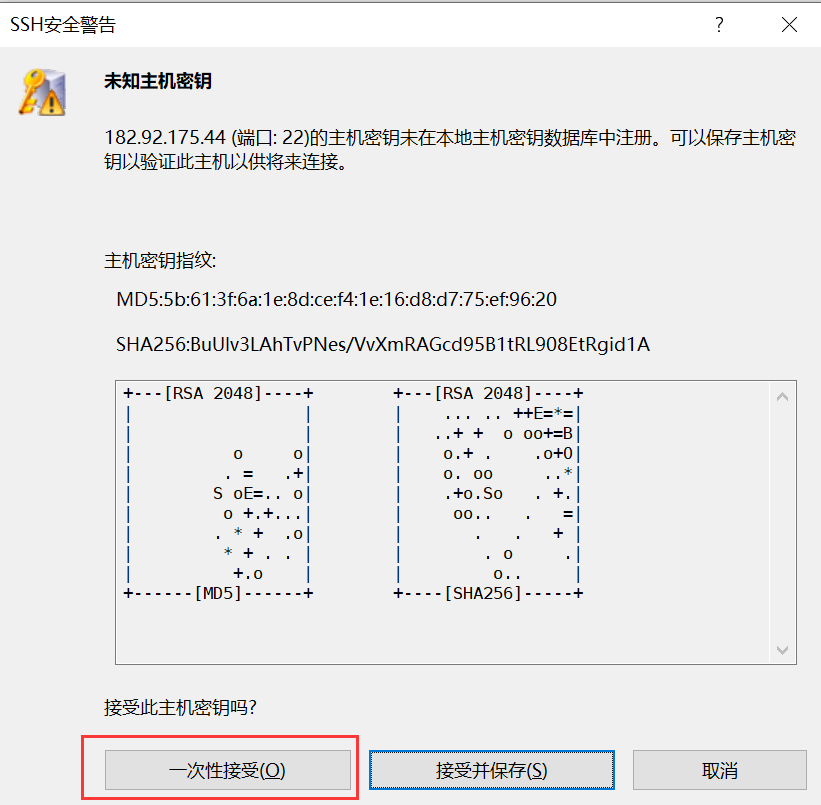 SSH安全警告
未知主机密钥
182.92.175.44 (端口: 22)的主机密钥未在本地主机密钥数据库中注册。可以保存主机密
钥以验证此主机以供将来连接。
主机密钥指纹:
MD5:5b:61:3f:6a:1e:8d:ce:f4:1e:16:d8:d7:75:ef:96:20
SHA256:BuUlv3LAhTvPNes/VvXmRAGcd95B1tRL908EtRgid1A
+---[RSA 2048]----+        +---[RSA 2048]----+
|                 |        |    ... .. ++E=*=|
|                 |        |   ..+ +  o oo+=B|
|          o     o|        |    o.+ .    .o+O|
|         . =   .+|        |    o. oo     ..*|
|        S oE=.. o|        |    .+o.So   . +.|
|         o +.+...|        |     oo..   .   =|
|        . * +  .o|        |       .   .   + |
|         * + . . |        |        . o     .|
|          +.o    |        |         o..     |
+------[MD5]------+        +----[SHA256]-----+
接受此主机密钥吗?
一次性接受(O)
接受并保存(S)
取消